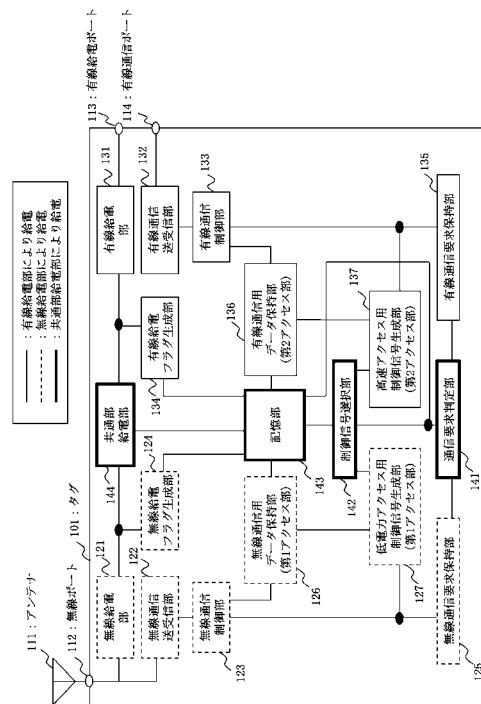 ：有線給電部により給電
：無線給電部により給電
：共通部給電部により給電
111：アンテナ
112：無線ポート
101：タグ
113：有線給電ポート
114：有線通信ポート
121
無線給電部
144
共通部
給電部
131
有線給電部
122
無線通信
送受信部
124
無線給電
フラグ生成部
134
有線給電
フラグ生成部
132
有線通信
送受信部
123
無線通信
制御部
133
有線通信
制御部
126
無線通信用
データ保持部
(第1アクセス部)
143
記憶部
136
有線通信用
データ保持部
(第2アクセス部)
142
制御信号選択部
127
低電力アクセス用
制御信号生成部
(第1アクセス部)
137
高速アクセス用
制御信号生成部
(第2アクセス部)
125
無線通信要求保持部
141
通信要求判定部
135
有線通信要求保持部